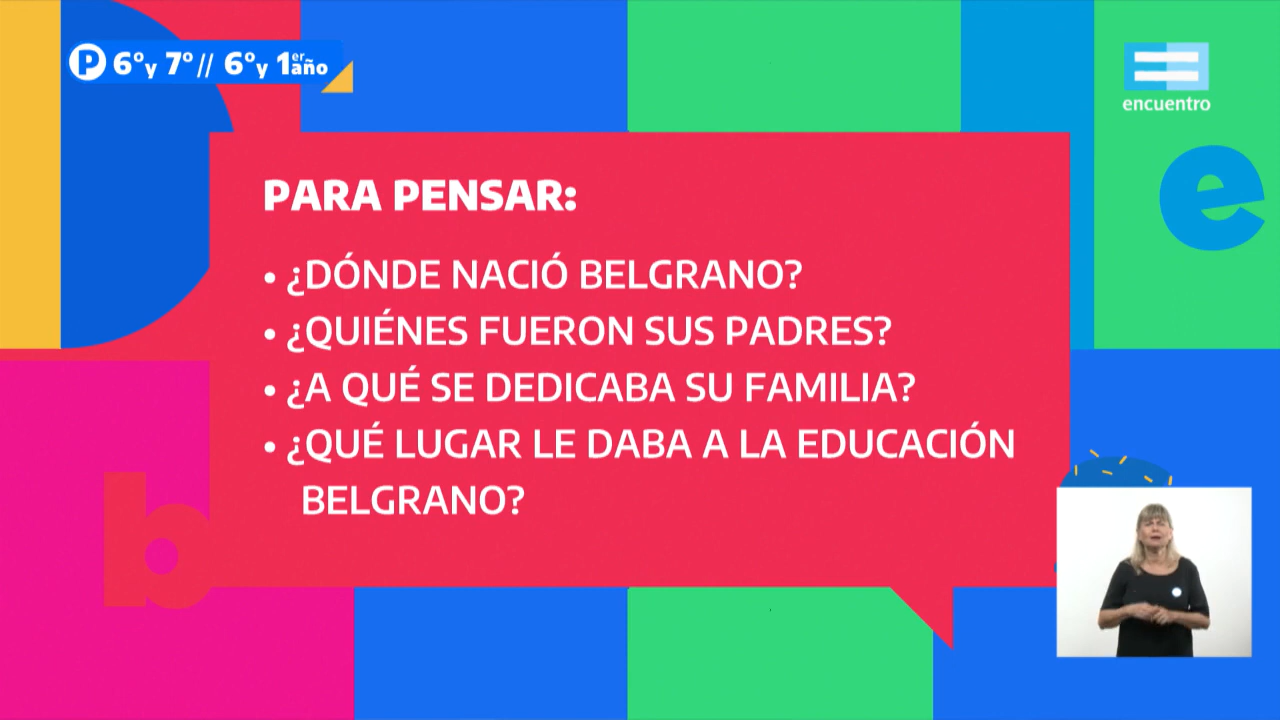 P 6º y 7º // 6º y 1er año
encuentro
e
PARA PENSAR:
• ¿DÓNDE NACIÓ BELGRANO?
• ¿QUIÉNES FUERON SUS PADRES?
• ¿A QUÉ SE DEDICABA SU FAMILIA?
• ¿QUÉ LUGAR LE DABA A LA EDUCACIÓN
BELGRANO?
b